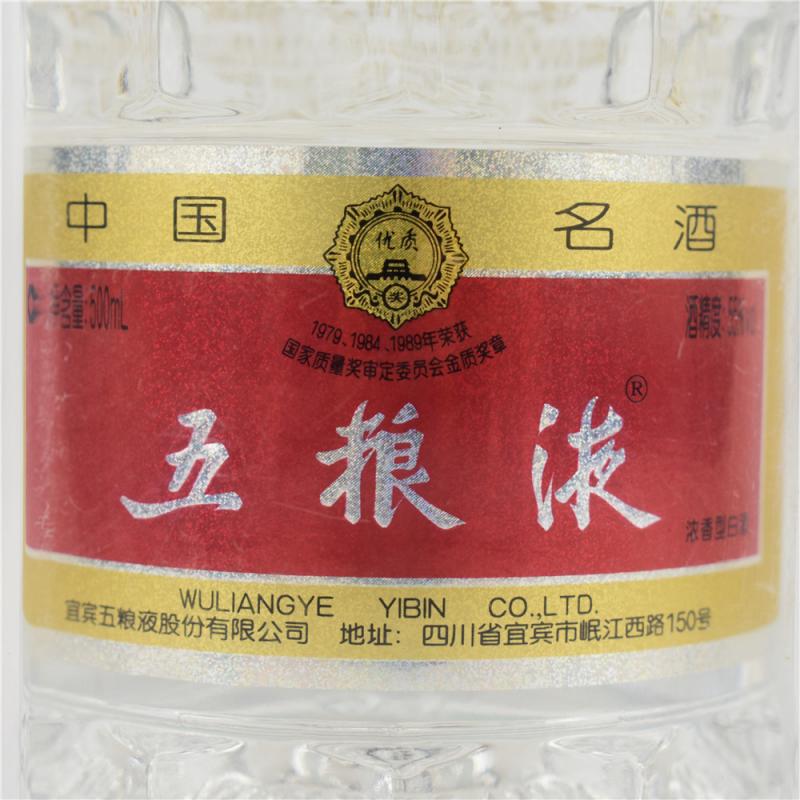 中国 名酒
优质
奖
净含量:500mL
酒精度:
1979、1984、1989年荣获
国家质量奖审定委员会金质奖章
五粮液®
浓香型白酒
WULIANGYE YIBIN CO.,LTD.
宜宾五粮液股份有限公司 地址：四川省宜宾市岷江西路150号